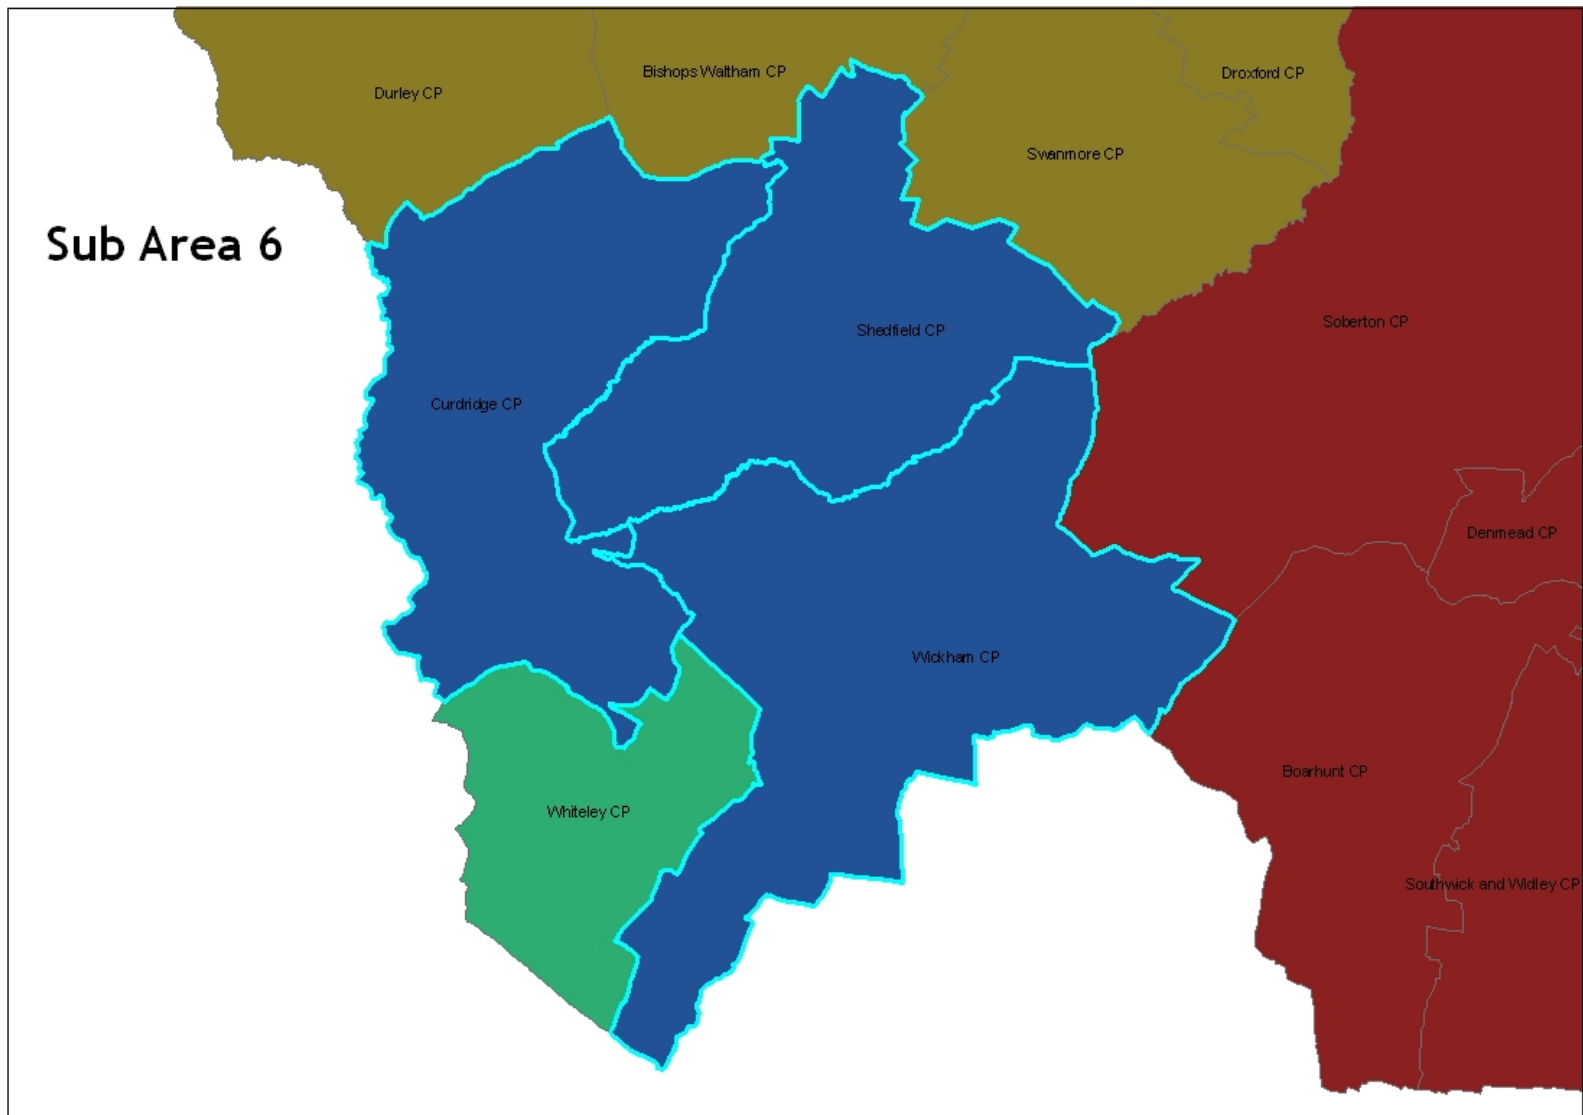 Bishops Waltham CP
Droxford CP
Durley CP
Swanmore CP
Sub Area 6
Soberton CP
Shedfield CP
Curdridge CP
Denmead CP
Wickham CP
Boarhunt CP
Whiteley CP
Southwick and Widley CP